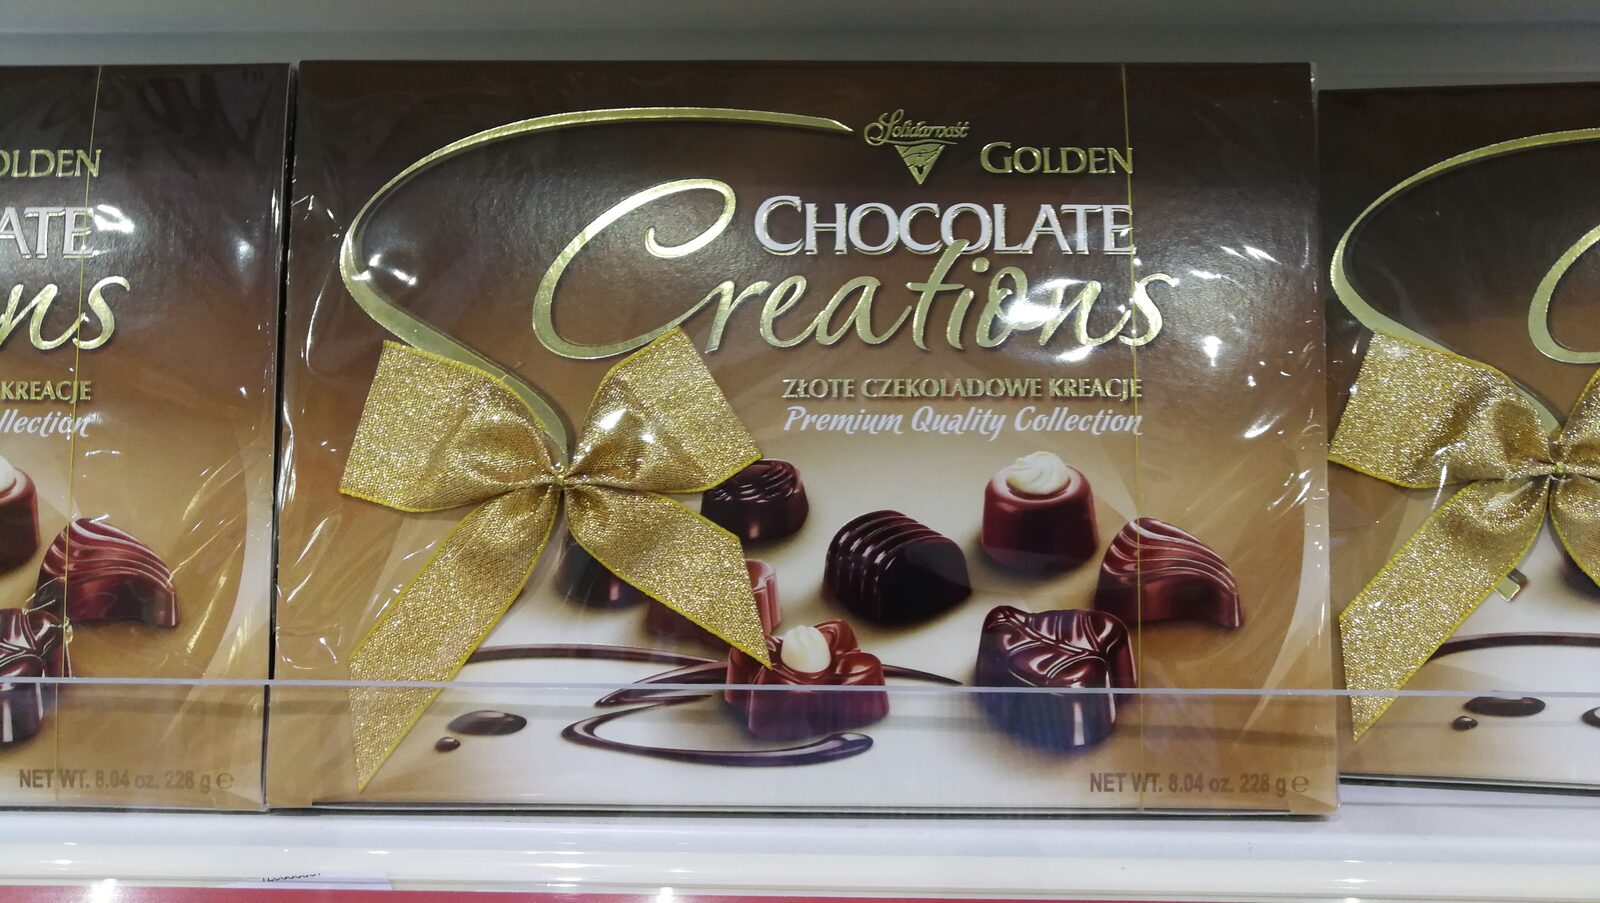 Solidarność
GOLDEN
CHOCOLATE
Creations
ZŁOTE CZEKOLADOWE KREACJE
Premium Quality Collection
NET WT. 8.04 oz. 228 g ℮
OLDEN
ATE
ns
KREACJE
llection
NET WT. 8.04 oz. 228 g ℮